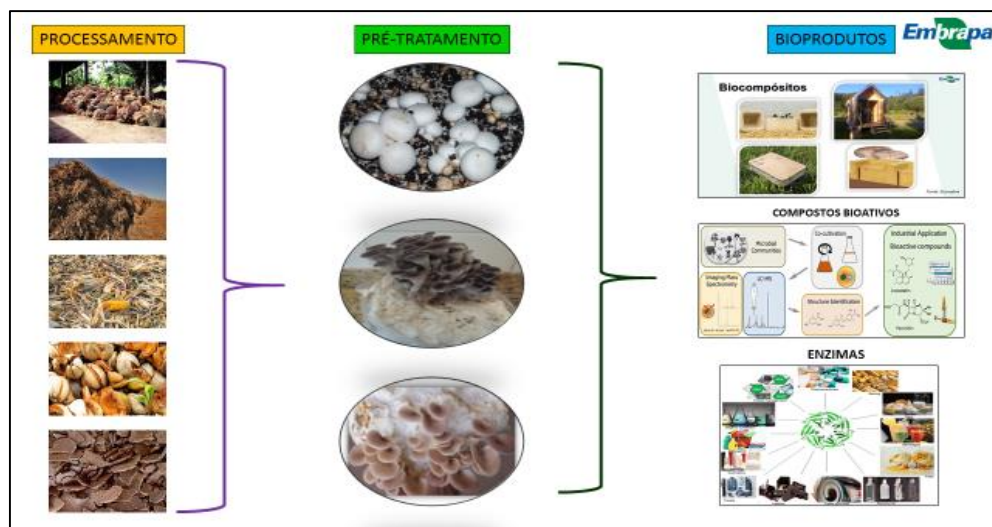 PROCESSAMENTO
PRÉ-TRATAMENTO
BIOPRODUTOS
Embrapa
Biocompósitos
COMPOSTOS BIOATIVOS
Microbial
Communities
Co-cultivation
Industrial Application
Bioactive compounds
Imaging Mass
Spectrometry
LC-MS
Structure Identification
ENZIMAS